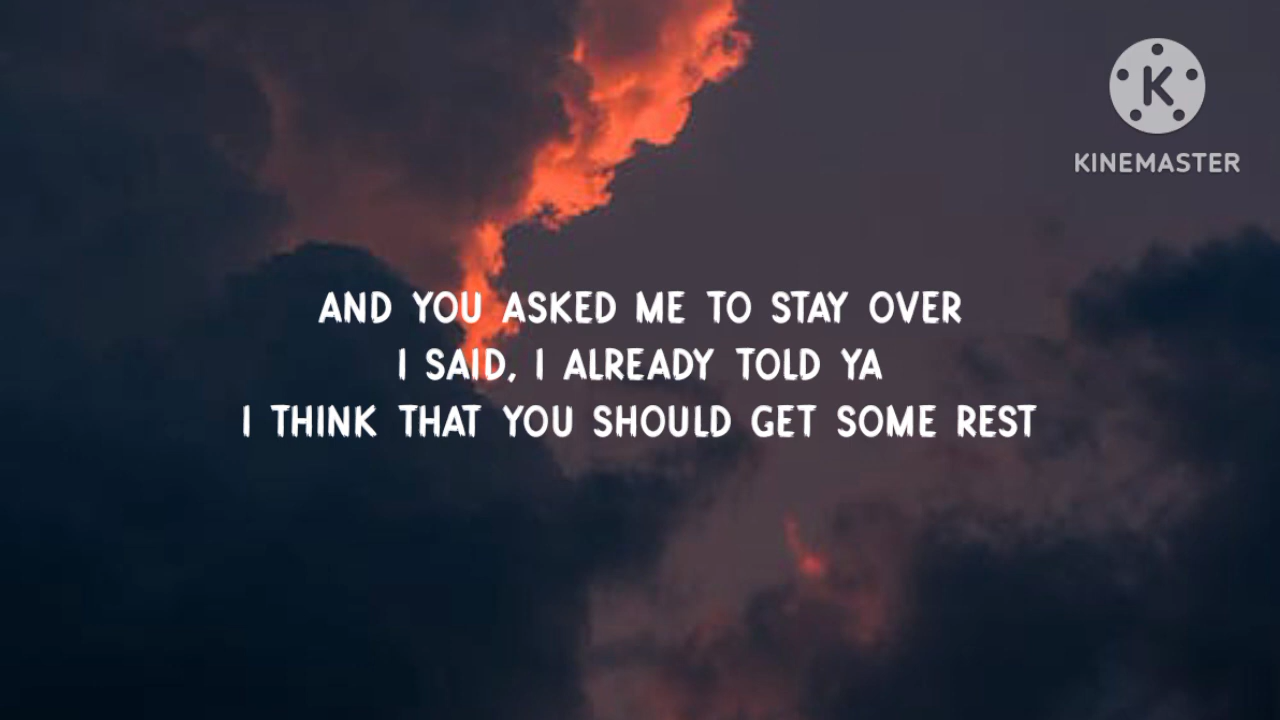 K
KINEMASTER
AND YOU ASKED ME TO STAY OVER
I SAID, I ALREADY TOLD YA
I THINK THAT YOU SHOULD GET SOME REST